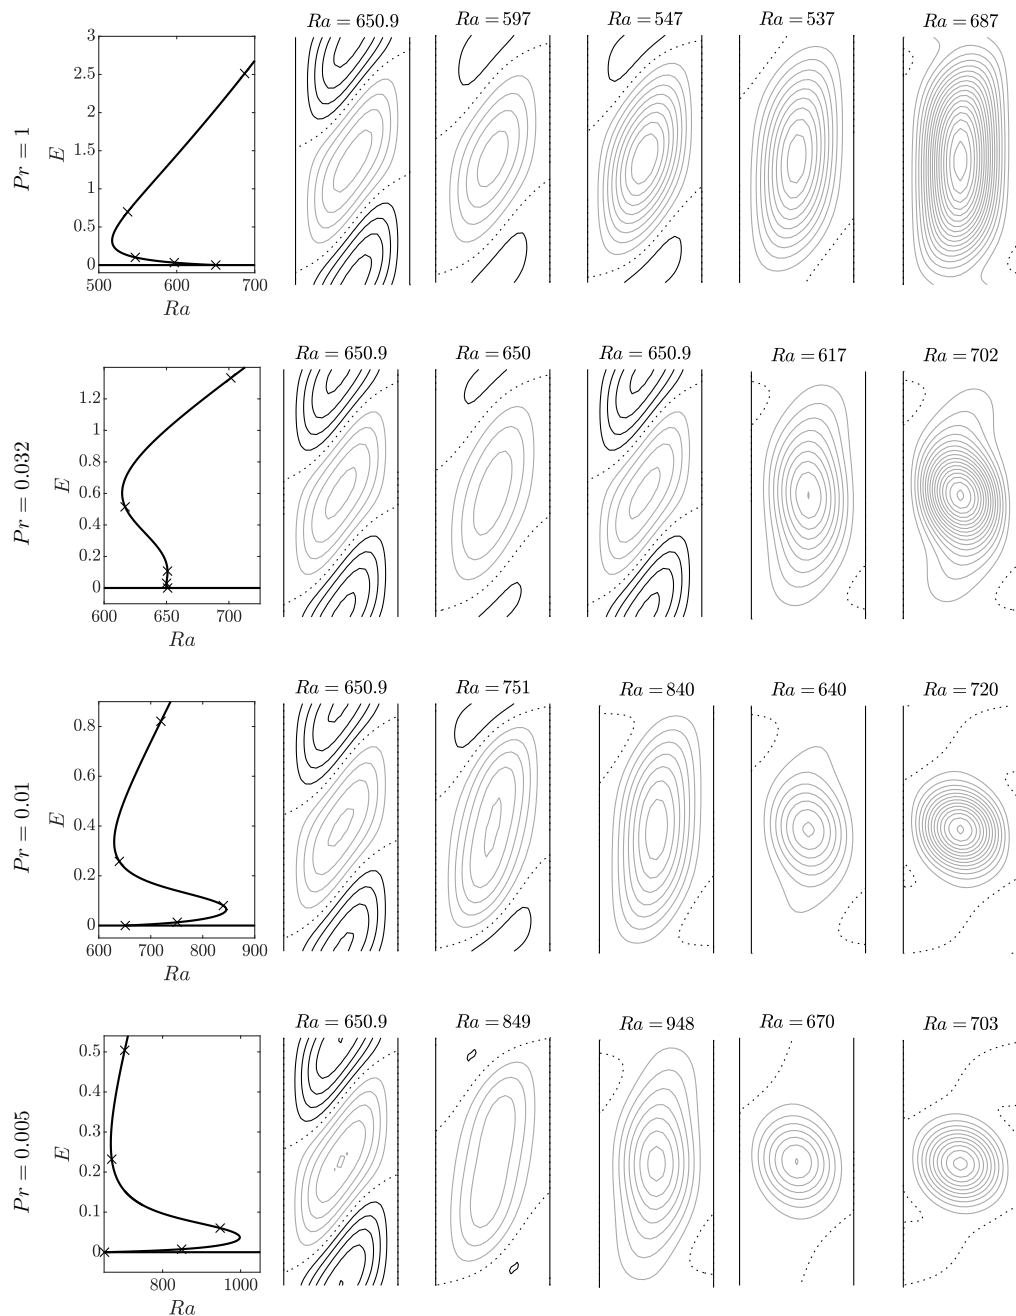 Ra = 650.9
Ra = 597
Ra = 547
Ra = 537
Ra = 687
Pr = 1
E
3
2.5
2
1.5
1
0.5
0
500 600 700
Ra
Ra = 650.9
Ra = 650
Ra = 650.9
Ra = 617
Ra = 702
Pr = 0.032
E
1.2
1
0.8
0.6
0.4
0.2
0
600 650 700
Ra
Ra = 650.9
Ra = 751
Ra = 840
Ra = 640
Ra = 720
Pr = 0.01
E
0.8
0.6
0.4
0.2
0
600 700 800 900
Ra
Ra = 650.9
Ra = 849
Ra = 948
Ra = 670
Ra = 703
Pr = 0.005
E
0.5
0.4
0.3
0.2
0.1
0
800 1000
Ra